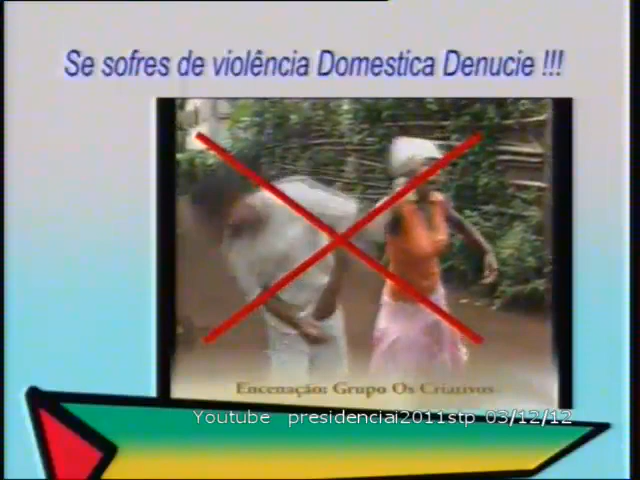 Se sofres de violência Domestica Denucie !!!
Encenação: Grupo Os Criativos
Youtube presidenciai2011stp 03/12/12